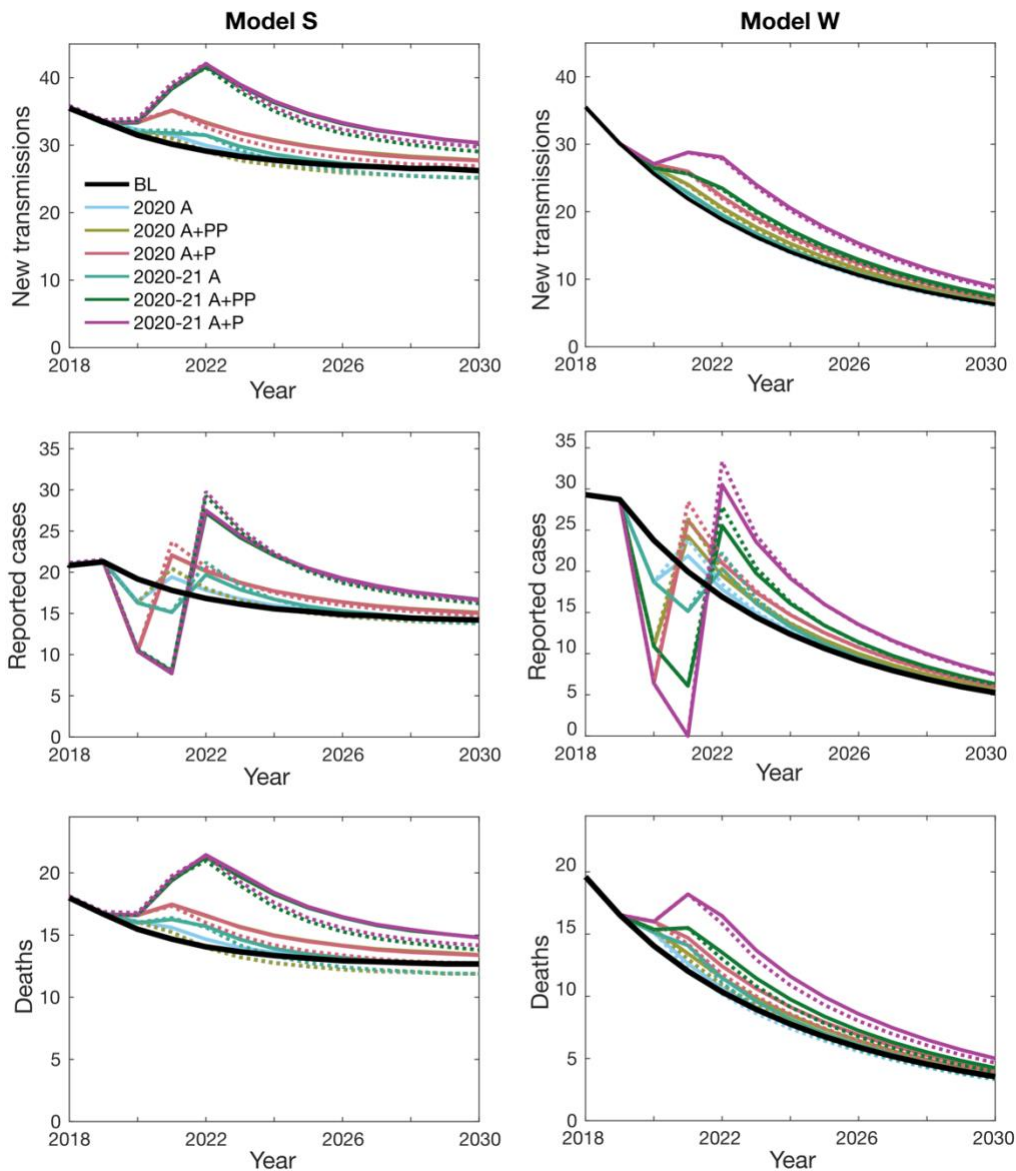 Model S
Model W
New transmissions
40
30
20
10
0
BL
2020 A
2020 A+PP
2020 A+P
2020-21 A
2020-21 A+PP
2020-21 A+P
2018 2022 2026 2030
Year
New transmissions
40
30
20
10
0
2018 2022 2026 2030
Year
Reported cases
35
30
25
20
15
10
5
0
2018 2022 2026 2030
Year
Reported cases
35
30
25
20
15
10
5
0
2018 2022 2026 2030
Year
Deaths
20
15
10
5
0
2018 2022 2026 2030
Year
Deaths
20
15
10
5
0
2018 2022 2026 2030
Year